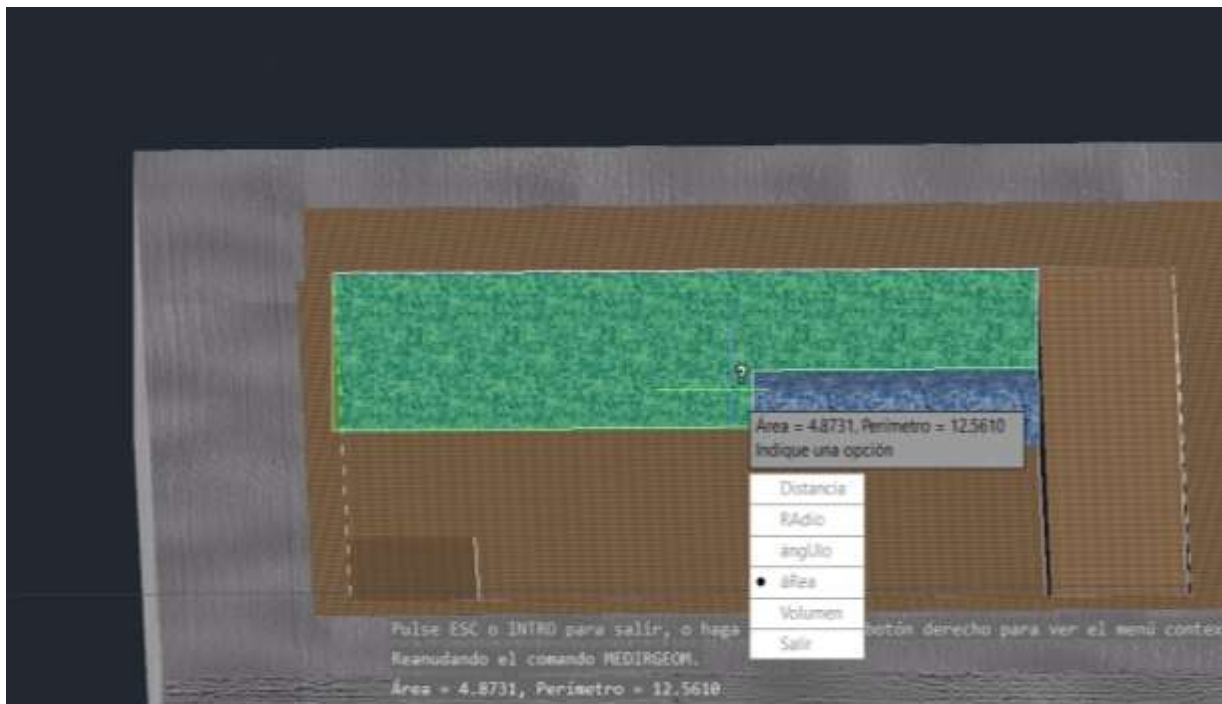 Área = 4.8731, Perímetro = 12.5610
Indique una opción
Distancia
RAdio
ángUlo
áRea
Volumen
Salir
Pulse ESC o INTRO para salir, o haga botón derecho para ver el menú contex
Reanudando el comando MEDIRGEOM.
Área = 4.8731, Perímetro = 12.5610